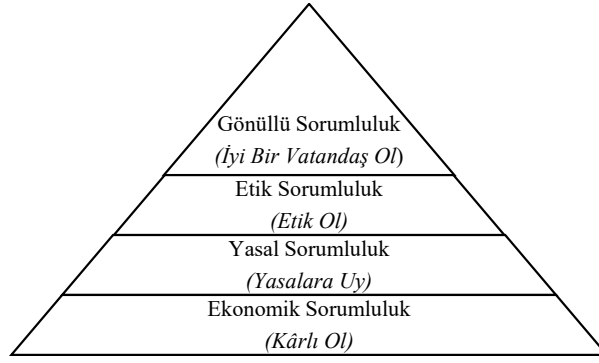 Gönüllü Sorumluluk
(İyi Bir Vatandaş Ol)
Etik Sorumluluk
(Etik Ol)
Yasal Sorumluluk
(Yasalara Uy)
Ekonomik Sorumluluk
(Kârlı Ol)